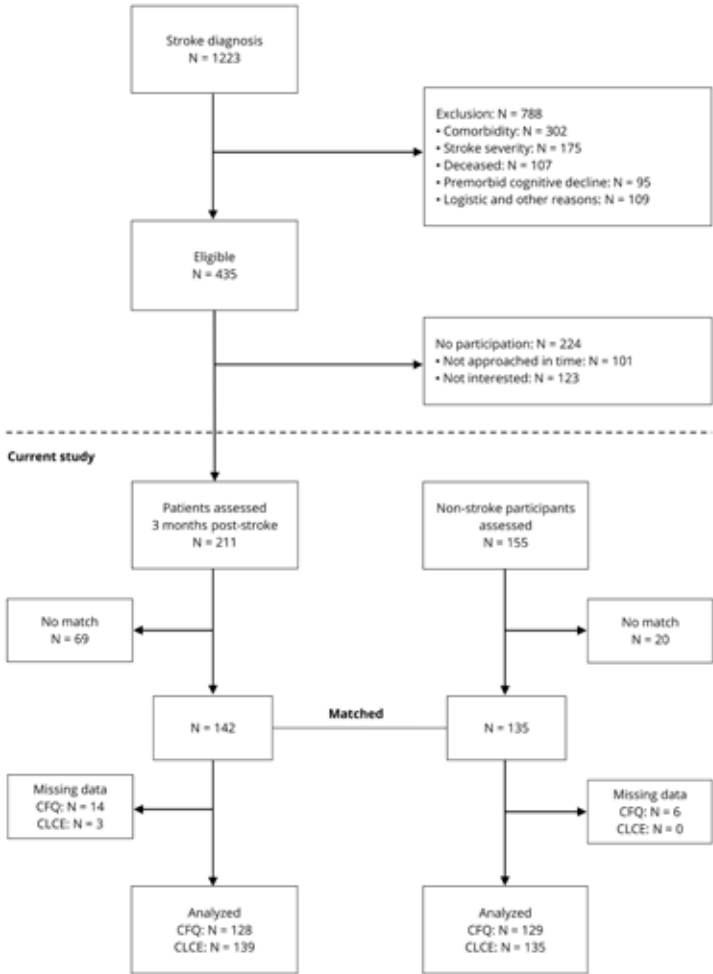 Stroke diagnosis
N = 1223
Exclusion: N = 788
• Comorbidity: N = 302
• Stroke severity: N = 175
• Deceased: N = 107
• Premorbid cognitive decline: N = 95
• Logistic and other reasons: N = 109
Eligible
N = 435
No participation: N = 224
• Not approached in time: N = 101
• Not interested: N = 123
Current study
Patients assessed
3 months post-stroke
N = 211
Non-stroke participants
assessed
N = 155
No match
N = 69
No match
N = 20
N = 142
Matched
N = 135
Missing data
CFQ: N = 14
CLCE: N = 3
Missing data
CFQ: N = 6
CLCE: N = 0
Analyzed
CFQ: N = 128
CLCE: N = 139
Analyzed
CFQ: N = 129
CLCE: N = 135